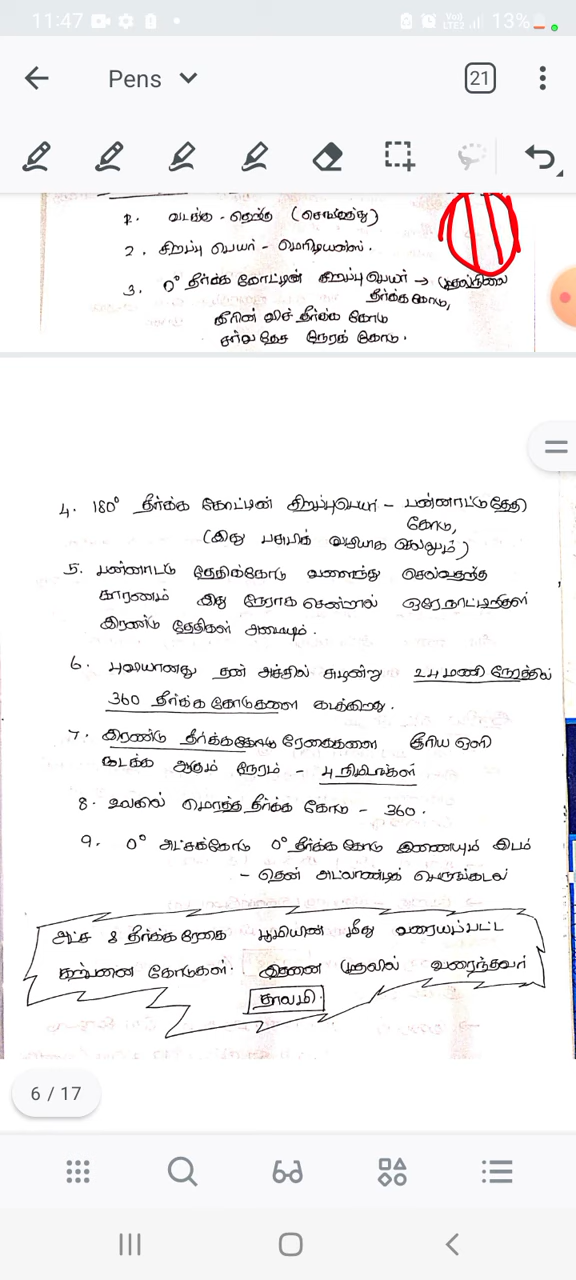 11:47
VoD LTE2 13%
Pens
21
1. வடக்கு - தெற்கு (செங்குத்து)
2. சிறப்பு பெயர் - மெரிடியன்ஸ்.
3. 0° தீர்க்க கோட்டின் சிறப்பு பெயர் → முதல்நிலை
தீர்க்க கோடு,
கிரின் விச் தீர்க்க கோடு
சர்வ தேச நேரக் கோடு.
4. 180° தீர்க்க கோட்டின் சிறப்புபெயர் - பன்னாட்டு தேதி
கோடு,
(இது பசுபிக் வழியாக செல்லும்)
5. பன்னாட்டு தேதிக்கோடு வளைந்து செல்வதற்கு
காரணம் இது நேராக சென்றால் ஒரே நாட்டிற்குள்
இரண்டு தேதிகள் அமையும்.
6. புவியானது தன் அச்சில் சுழன்று 24 மணி நேரத்தில்
360 தீர்க்க கோடுகளை கடக்கிறது.
7. இரண்டு தீர்க்ககோடு ரேகைகளை சூரிய ஒளி
கடக்க ஆகும் நேரம் - 4 நிமிடங்கள்
8. உலகில் மொத்த தீர்க்க கோடு - 360.
9. 0° அட்சக்கோடு 0° தீர்க்க கோடு இணையும் இடம்
- தென் அட்லாண்டிக் பெருங்கடல்
அட்ச & தீர்க்க ரேகை பூமியின் மீது வரையப்பட்ட
கற்பனை கோடுகள். இதனை முதலில் வரைந்தவர்
தாலமி.
6 / 17